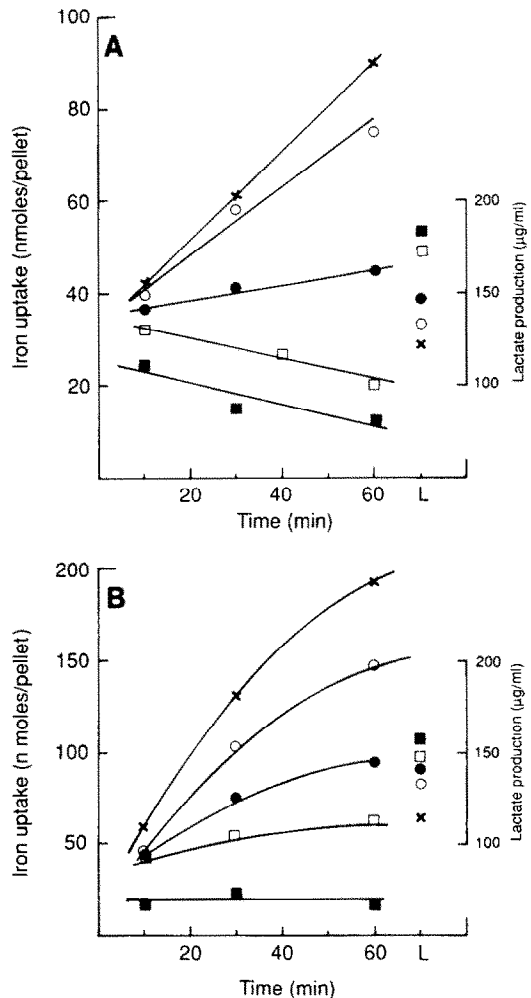 A
100
80
60
40
20
Iron uptake (nmoles/pellet)
200
150
100
Lactate production (µg/ml)
20 40 60 L
Time (min)
B
200
150
100
50
Iron uptake (n moles/pellet)
200
150
100
Lactate production (µg/ml)
20 40 60 L
Time (min)